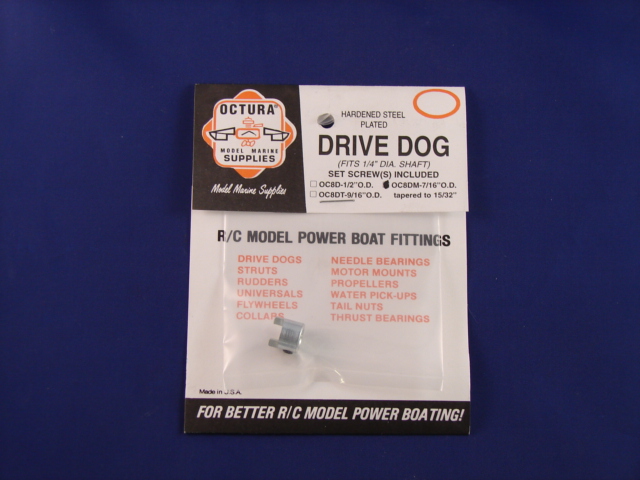 OCTURA®
MODEL MARINE
SUPPLIES
Model Marine Supplies
HARDENED STEEL
PLATED
DRIVE DOG
(FITS 1/4" DIA. SHAFT)
SET SCREW(S) INCLUDED
OC8D-1/2"O.D. OC8DM-7/16"O.D.
OC8DT-9/16"O.D. tapered to 15/32"
R/C MODEL POWER BOAT FITTINGS
DRIVE DOGS
STRUTS
RUDDERS
UNIVERSALS
FLYWHEELS
COLLARS
NEEDLE BEARINGS
MOTOR MOUNTS
PROPELLERS
WATER PICK-UPS
TAIL NUTS
THRUST BEARINGS
Made in U.S.A.
FOR BETTER R/C MODEL POWER BOATING!